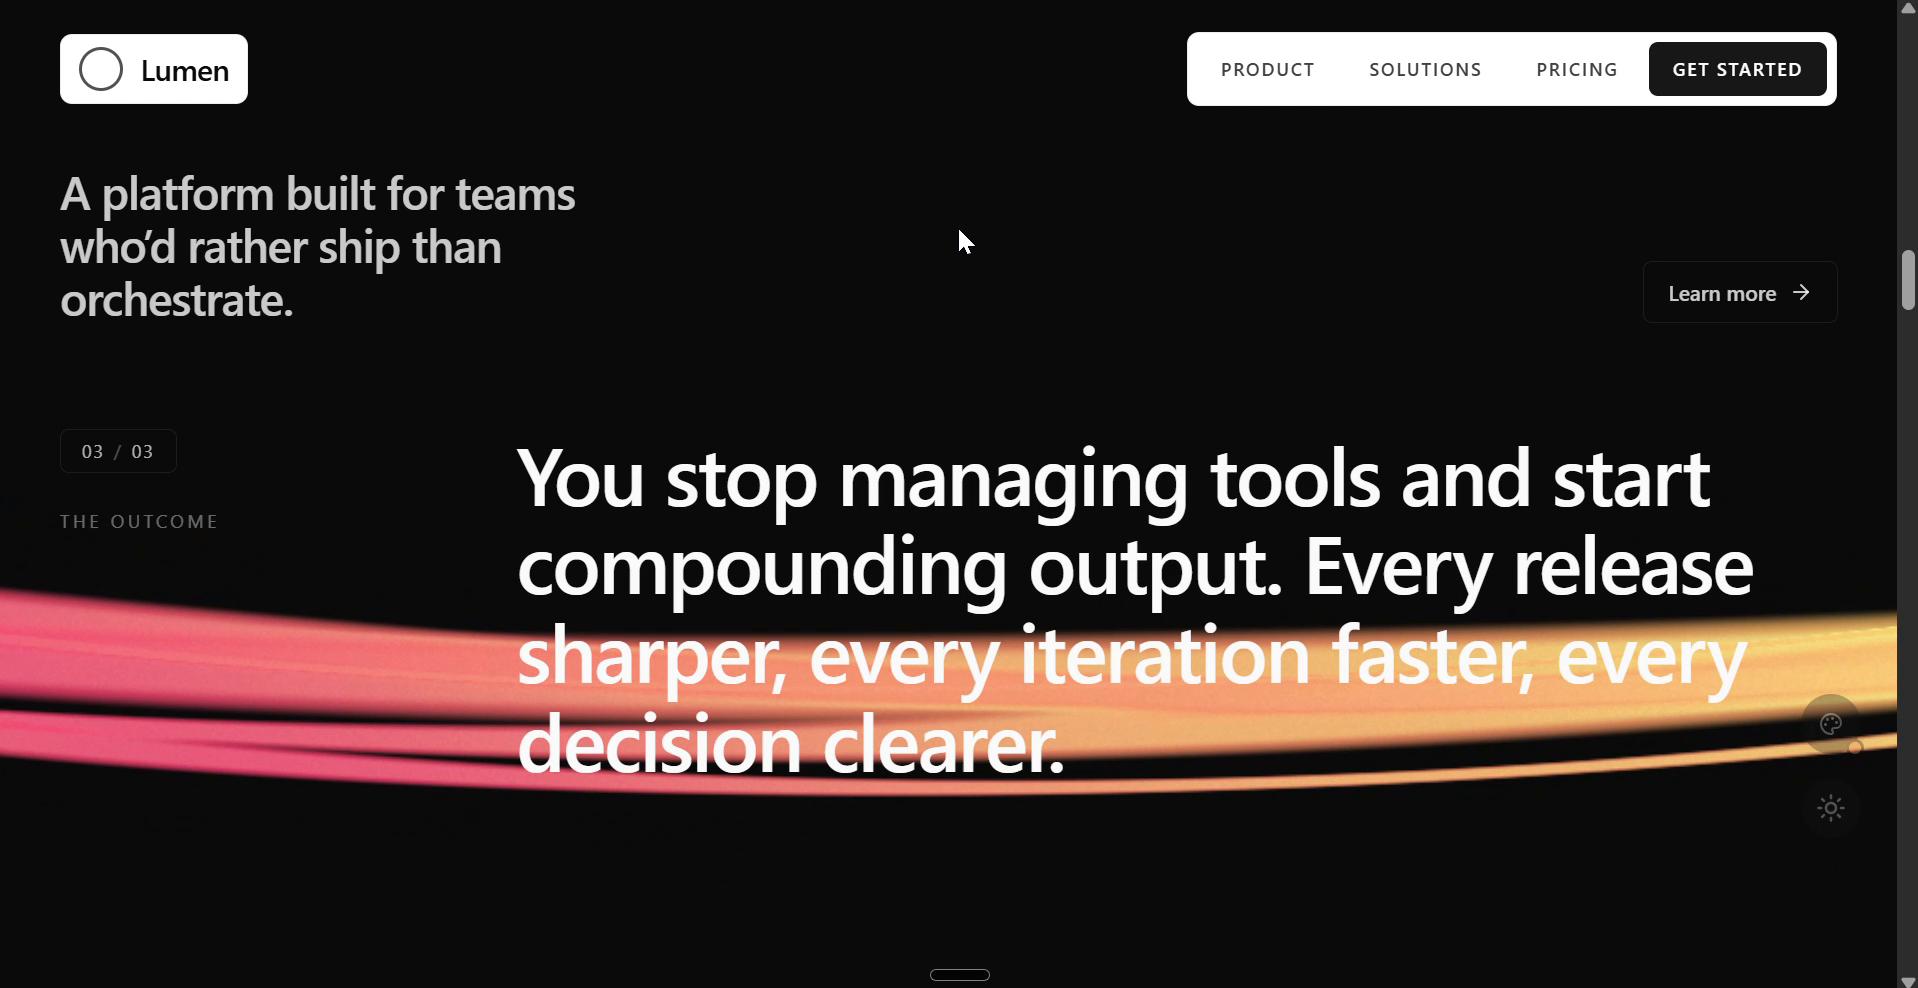 Lumen
PRODUCT
SOLUTIONS
PRICING
GET STARTED
A platform built for teams
who’d rather ship than
orchestrate.
Learn more
03 / 03
THE OUTCOME
You stop managing tools and start
compounding output. Every release
sharper, every iteration faster, every
decision clearer.